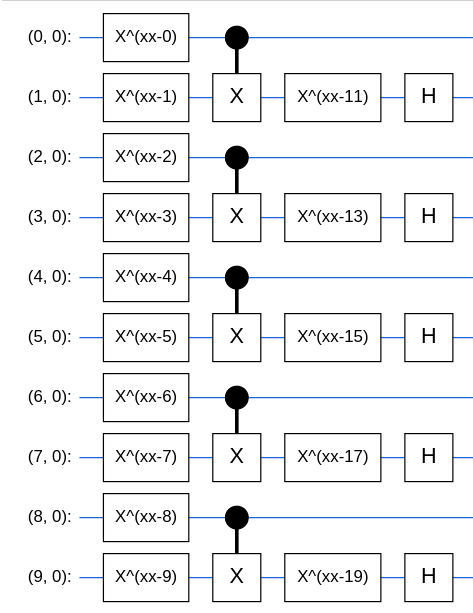 (0, 0): X^(xx-0)
(1, 0): X^(xx-1) X X^(xx-11) H
(2, 0): X^(xx-2)
(3, 0): X^(xx-3) X X^(xx-13) H
(4, 0): X^(xx-4)
(5, 0): X^(xx-5) X X^(xx-15) H
(6, 0): X^(xx-6)
(7, 0): X^(xx-7) X X^(xx-17) H
(8, 0): X^(xx-8)
(9, 0): X^(xx-9) X X^(xx-19) H